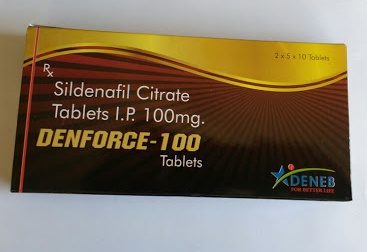 2 x 5 x 10 Tablets
Rx
Sildenafil Citrate
Tablets I.P. 100mg.
DENFORCE-100
Tablets
DENEB
FOR BETTER LIFE